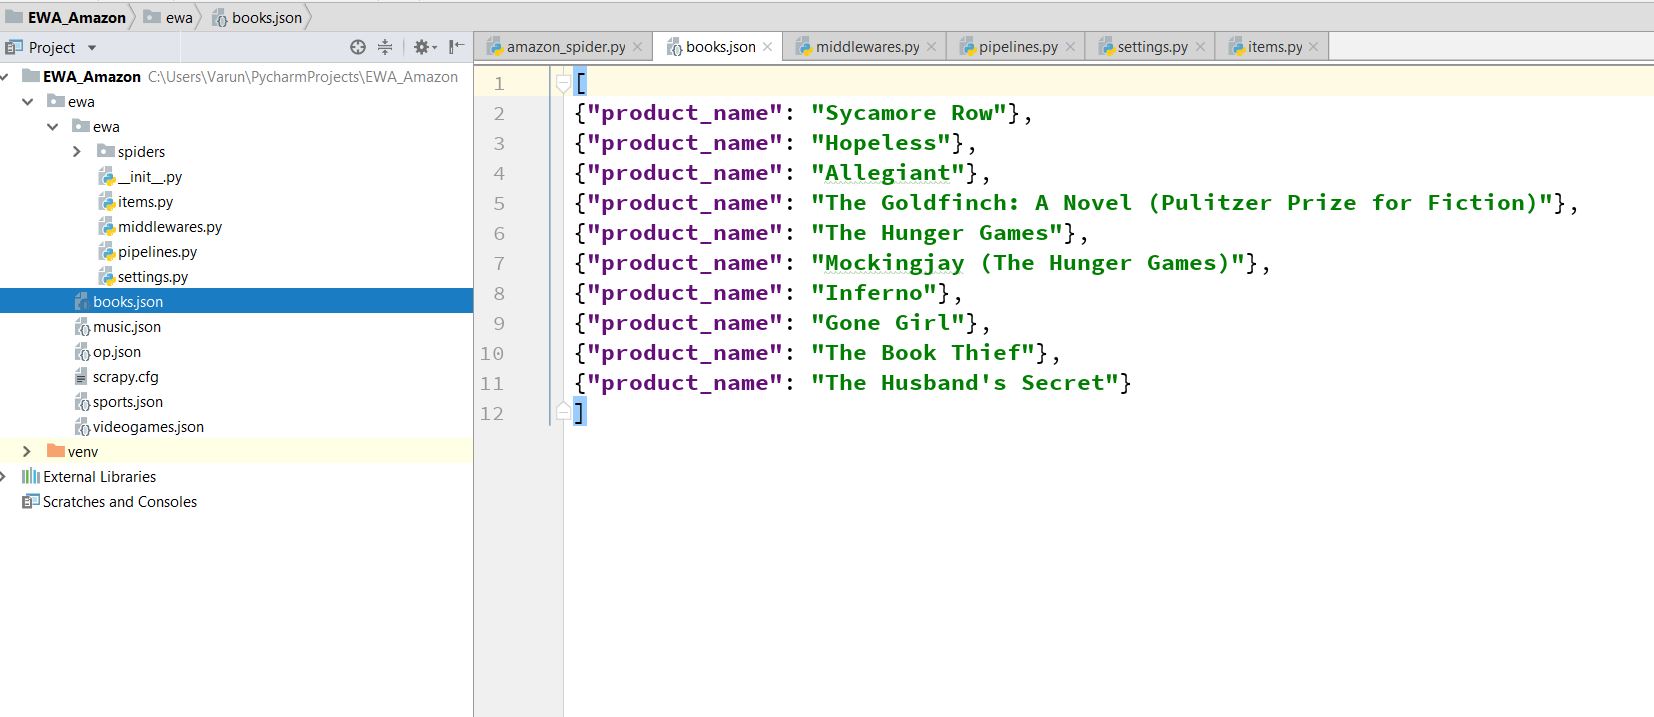 EWA_Amazon ewa books.json
Project
amazon_spider.py books.json middlewares.py pipelines.py settings.py items.py
EWA_Amazon C:\Users\Varun\PycharmProjects\EWA_Amazon
ewa
ewa
spiders
__init__.py
items.py
middlewares.py
pipelines.py
settings.py
books.json
music.json
op.json
scrapy.cfg
sports.json
videogames.json
venv
External Libraries
Scratches and Consoles
1 [
2 {"product_name": "Sycamore Row"},
3 {"product_name": "Hopeless"},
4 {"product_name": "Allegiant"},
5 {"product_name": "The Goldfinch: A Novel (Pulitzer Prize for Fiction)"},
6 {"product_name": "The Hunger Games"},
7 {"product_name": "Mockingjay (The Hunger Games)"},
8 {"product_name": "Inferno"},
9 {"product_name": "Gone Girl"},
10 {"product_name": "The Book Thief"},
11 {"product_name": "The Husband's Secret"}
12 ]